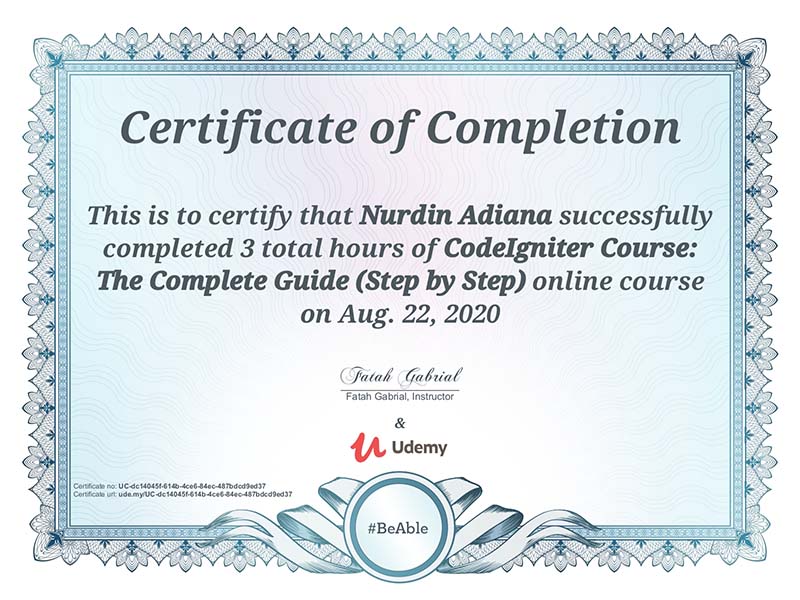 Certificate of Completion
This is to certify that Nurdin Adiana successfully
completed 3 total hours of CodeIgniter Course:
The Complete Guide (Step by Step) online course
on Aug. 22, 2020
Fatah Gabrial
Fatah Gabrial, Instructor
&
Udemy
Certificate no: UC-dc14045f-614b-4ce6-84ec-487bdcd9ed37
Certificate url: ude.my/UC-dc14045f-614b-4ce6-84ec-487bdcd9ed37
#BeAble